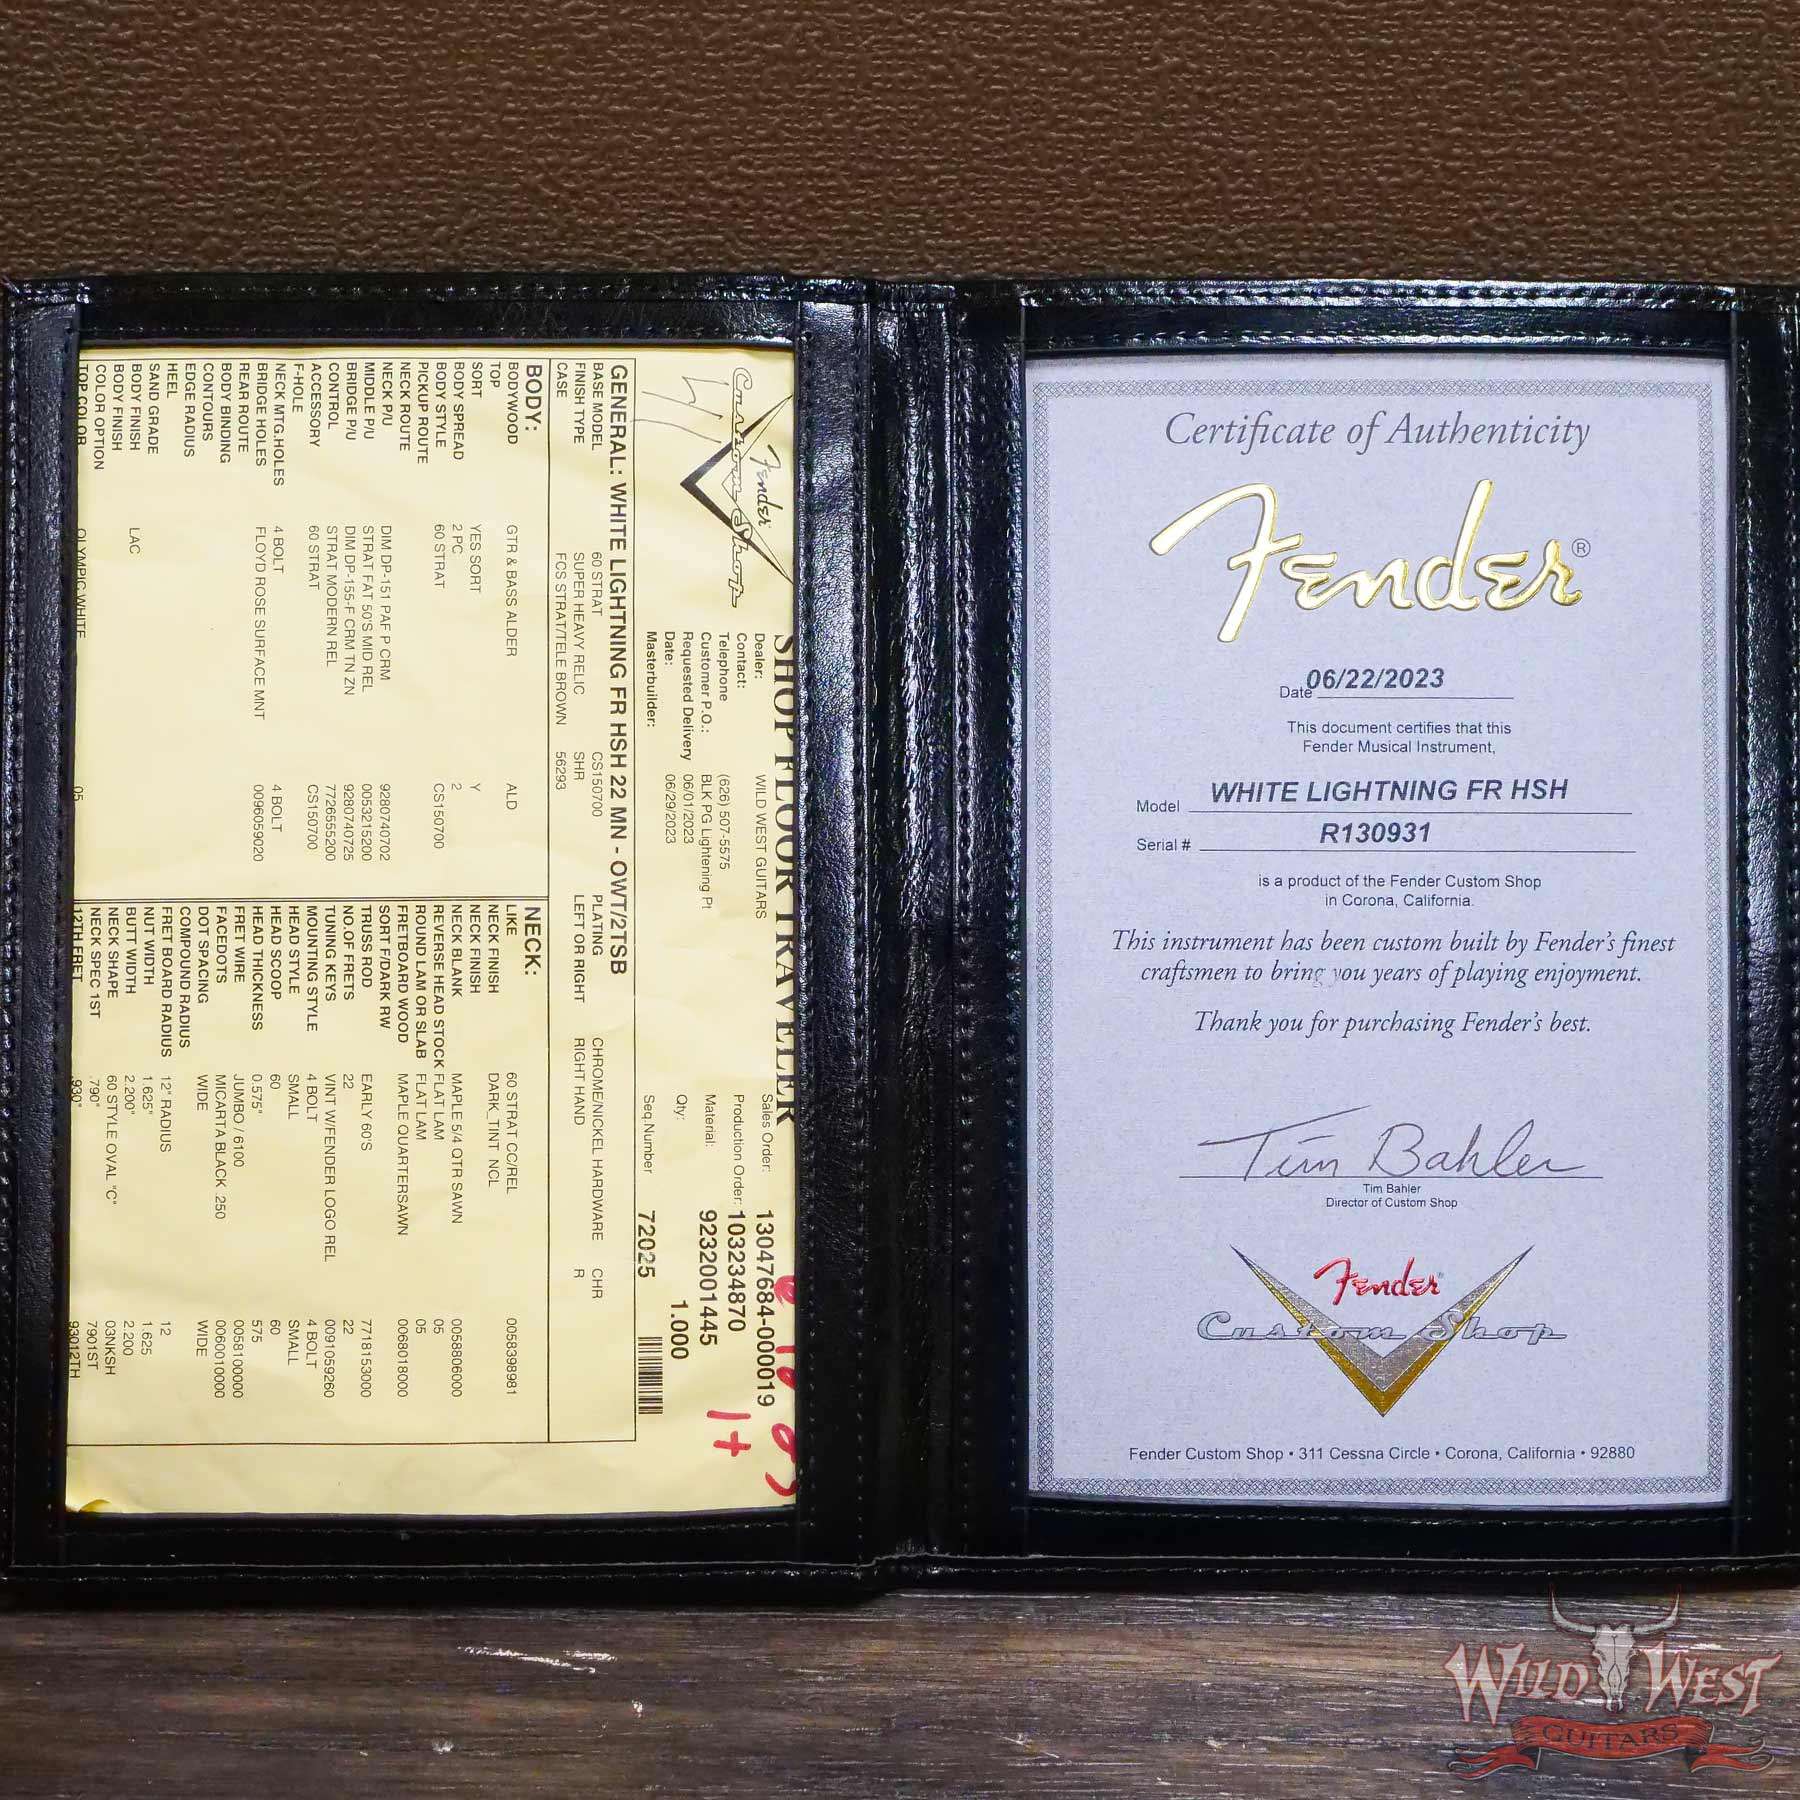 SHOP FLOOR TRAVELER
Fender
Custom Shop
Dealer: WILD WEST GUITARS
Contact:
Telephone (626) 507-5575
Customer P.O.: BLK PG Lightening Pt
Requested Delivery 06/01/2023
Date: 06/29/2023
Masterbuilder:
Sales Order: 13047684-000019
Production Order: 103234870
Material: 9232001445
Qty: 1.000
Seq.Number 72025
1+
GENERAL: WHITE LIGHTNING FR HSH 22 MN - OWT/2TSB
BASE MODEL 60 STRAT CS150700 PLATING CHROME/NICKEL HARDWARE CHR
FINISH TYPE SUPER HEAVY RELIC SHR LEFT OR RIGHT RIGHT HAND R
CASE FCS STRAT/TELE BROWN 56293
BODY:
BODYWOOD GTR & BASS ALDER ALD
TOP
SORT YES SORT Y
BODY SPREAD 2 PC 2
BODY STYLE 60 STRAT CS150700
PICKUP ROUTE
NECK ROUTE
NECK P/U DIM DP-151 PAF P CRM 9280740702
MIDDLE P/U STRAT FAT 50'S MID REL 0053215200
BRIDGE P/U DIM DP-155-F CRM TN ZN 9280740725
CONTROL STRAT MODERN REL 7726555200
ACCESSORY 60 STRAT CS150700
F-HOLE
NECK MTG.HOLES 4 BOLT 4 BOLT
BRIDGE HOLES FLOYD ROSE SURFACE MNT 0096059020
REAR ROUTE
BODY BINDING
CONTOURS
EDGE RADIUS
HEEL
SAND GRADE
BODY FINISH LAC
BODY FINISH
COLOR OPTION
TOP COLOR OLYMPIC WHITE 05
NECK:
LIKE 60 STRAT CC/REL 0058398981
NECK FINISH DARK_TINT NCL
NECK FINISH
NECK BLANK MAPLE 5/4 QTR SAWN 0058806000
REVERSE HEAD STOCK FLAT LAM 05
ROUND LAM OR SLAB FLAT LAM 05
FRETBOARD WOOD MAPLE QUARTERSAWN 0068018000
SORT F/DARK RW
TRUSS ROD EARLY 60'S 7718153000
NO.OF FRETS 22 22
TUNING KEYS VINT W/FENDER LOGO REL 0091059260
MOUNTING STYLE 4 BOLT 4 BOLT
HEAD STYLE SMALL SMALL
HEAD SCOOP 60 60
HEAD THICKNESS 0.575" 575
FRET WIRE JUMBO / 6100 0058100000
FACEDOTS MICARTA BLACK .250 0060010000
DOT SPACING WIDE WIDE
COMPOUND RADIUS
FRET BOARD RADIUS 12" RADIUS 12
NUT WIDTH 1.625" 1.625
BUTT WIDTH 2.200" 2.200
NECK SHAPE 60 STYLE OVAL "C" 03NKSH
NECK SPEC 1ST .790" 7901ST
12TH FRET .930" 93012TH
Certificate of Authenticity
Fender®
Date 06/22/2023
This document certifies that this
Fender Musical Instrument,
Model WHITE LIGHTNING FR HSH
Serial # R130931
is a product of the Fender Custom Shop
in Corona, California.
This instrument has been custom built by Fender's finest
craftsmen to bring you years of playing enjoyment.
Thank you for purchasing Fender's best.
Tim Bahler
Tim Bahler
Director of Custom Shop
Fender
Custom Shop
Fender Custom Shop • 311 Cessna Circle • Corona, California • 92880
WILD WEST
GUITARS